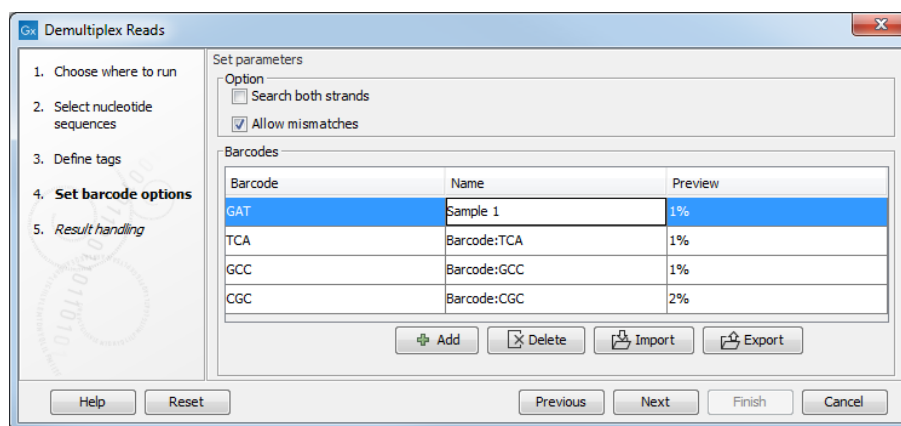 Gx Demultiplex Reads
1. Choose where to run
2. Select nucleotide
sequences
3. Define tags
4. Set barcode options
5. Result handling
Set parameters
Option
Search both strands
Allow mismatches
Barcodes
Barcode Name Preview
GAT Sample 1 1%
TCA Barcode:TCA 1%
GCC Barcode:GCC 1%
CGC Barcode:CGC 2%
Add Delete Import Export
Help Reset Previous Next Finish Cancel